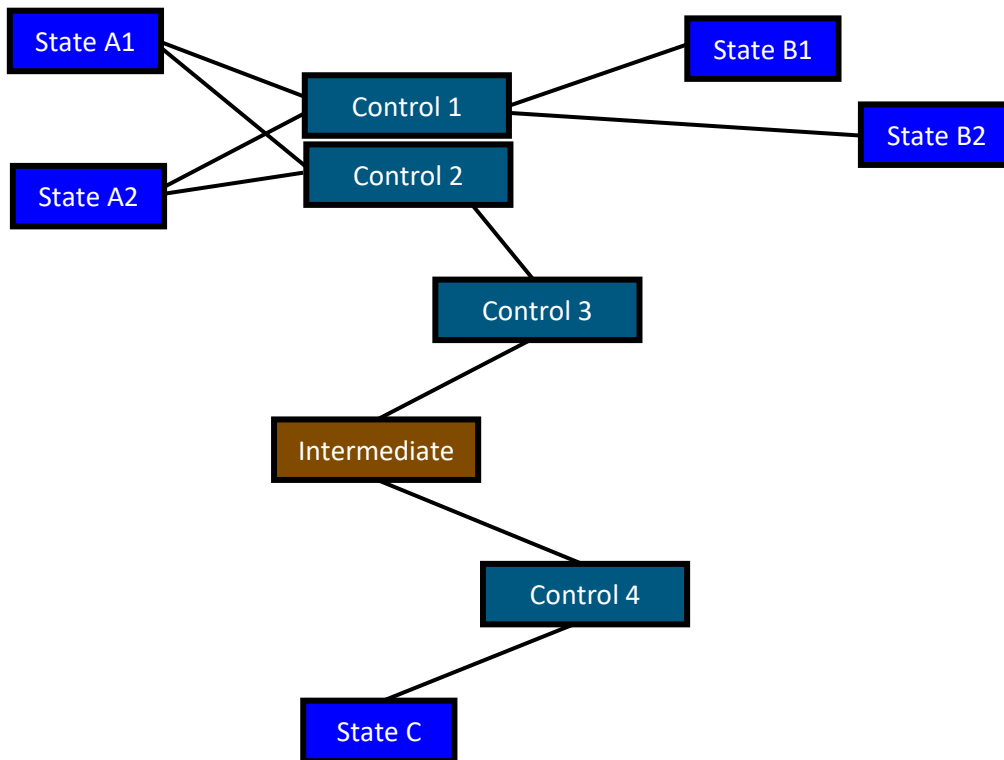 State A1
State B1
Control 1
State B2
Control 2
State A2
Control 3
Intermediate
Control 4
State C